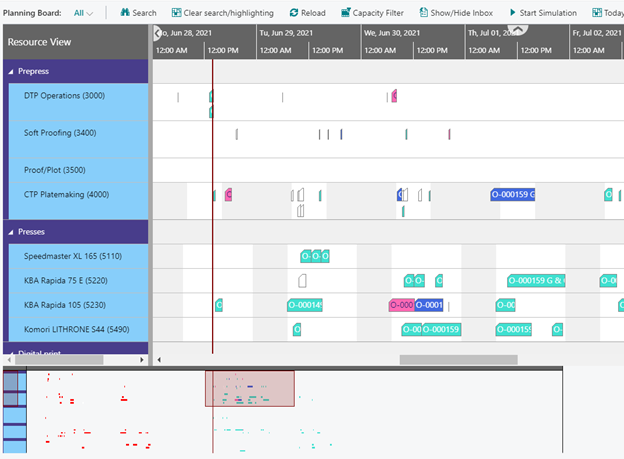 Planning Board: All Search Clear search/highlighting Reload Capacity Filter Show/Hide Inbox Start Simulation Today
Resource View
o, Jun 28, 2021 Tu, Jun 29, 2021 We, Jun 30, 2021 Th, Jul 01, 2021 Fr, Jul 02, 2021
12:00 AM 12:00 PM 12:00 AM 12:00 PM 12:00 AM 12:00 PM 12:00 AM 12:00 PM 12:00 AM
Prepress
DTP Operations (3000)
Soft Proofing (3400)
Proof/Plot (3500)
CTP Platemaking (4000) O-000159 G O-
Presses
Speedmaster XL 165 (5110) O- O- O-
KBA Rapida 75 E (5220) O- O- O-000159 G & O-0
KBA Rapida 105 (5230) O-00014 O-000 O-0001 O-00
Komori LITHRONE S44 (5490) O-00 O-000159 O-00015 O-
Digital print